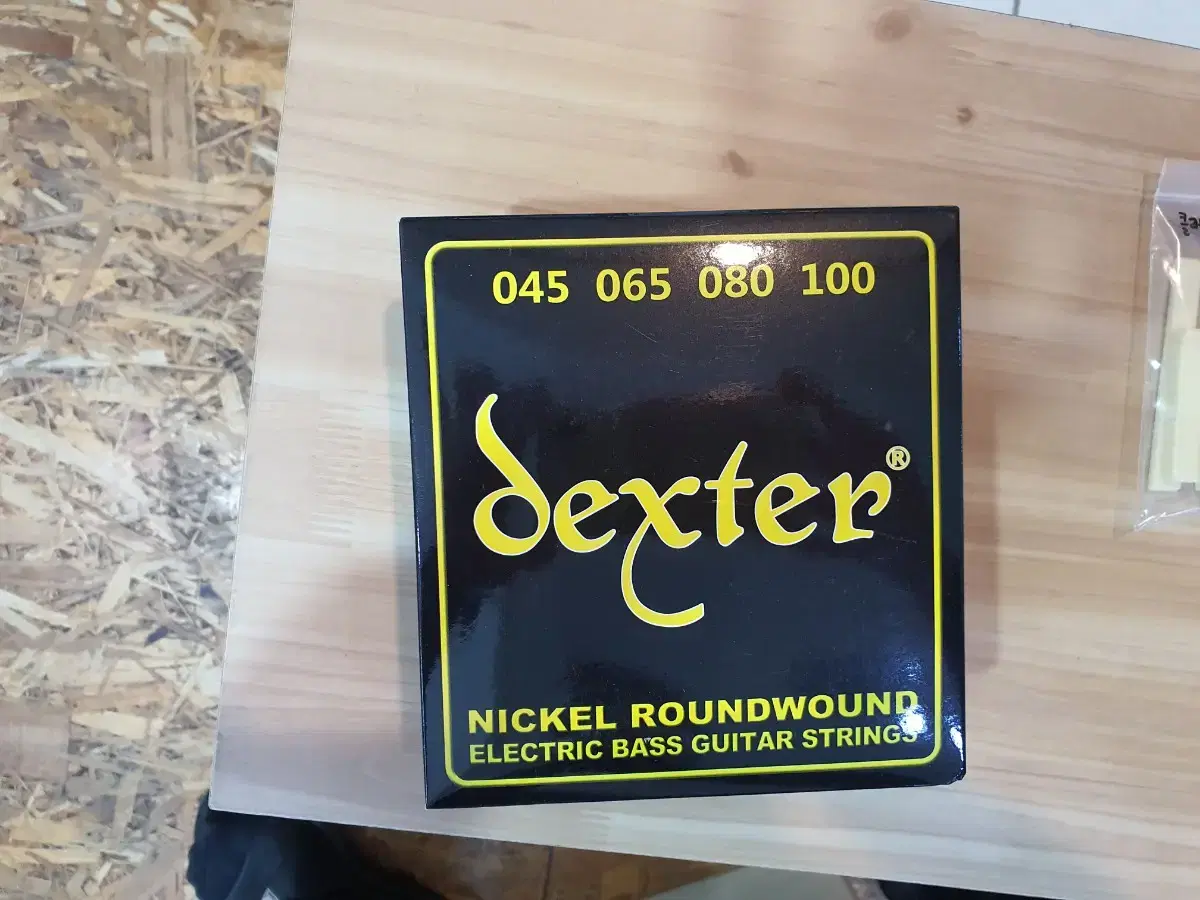 045 065 080 100
dexter®
NICKEL ROUNDWOUND
ELECTRIC BASS GUITAR STRINGS